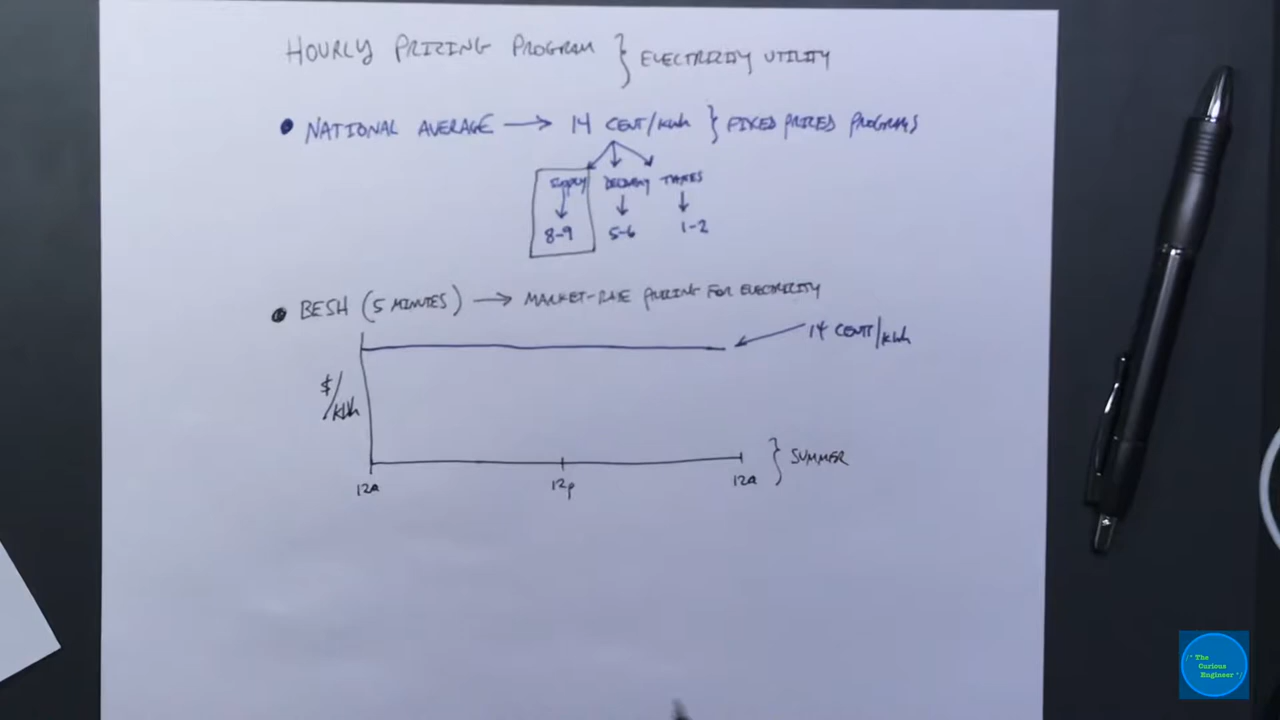 HOURLY PRICING PROGRAM } ELECTRICITY UTILITY
• NATIONAL AVERAGE → 14 CENT/kWh } FIXED PRICED PROGRAMS
SUPPLY DELIVERY TAXES
8-9 5-6 1-2
• BESH (5 MINUTES) → MARKET-RATE PRICING FOR ELECTRICITY
14 CENT/kWh
$/kWh
} SUMMER
12A 12p 12a
/* The
Curious
Engineer */